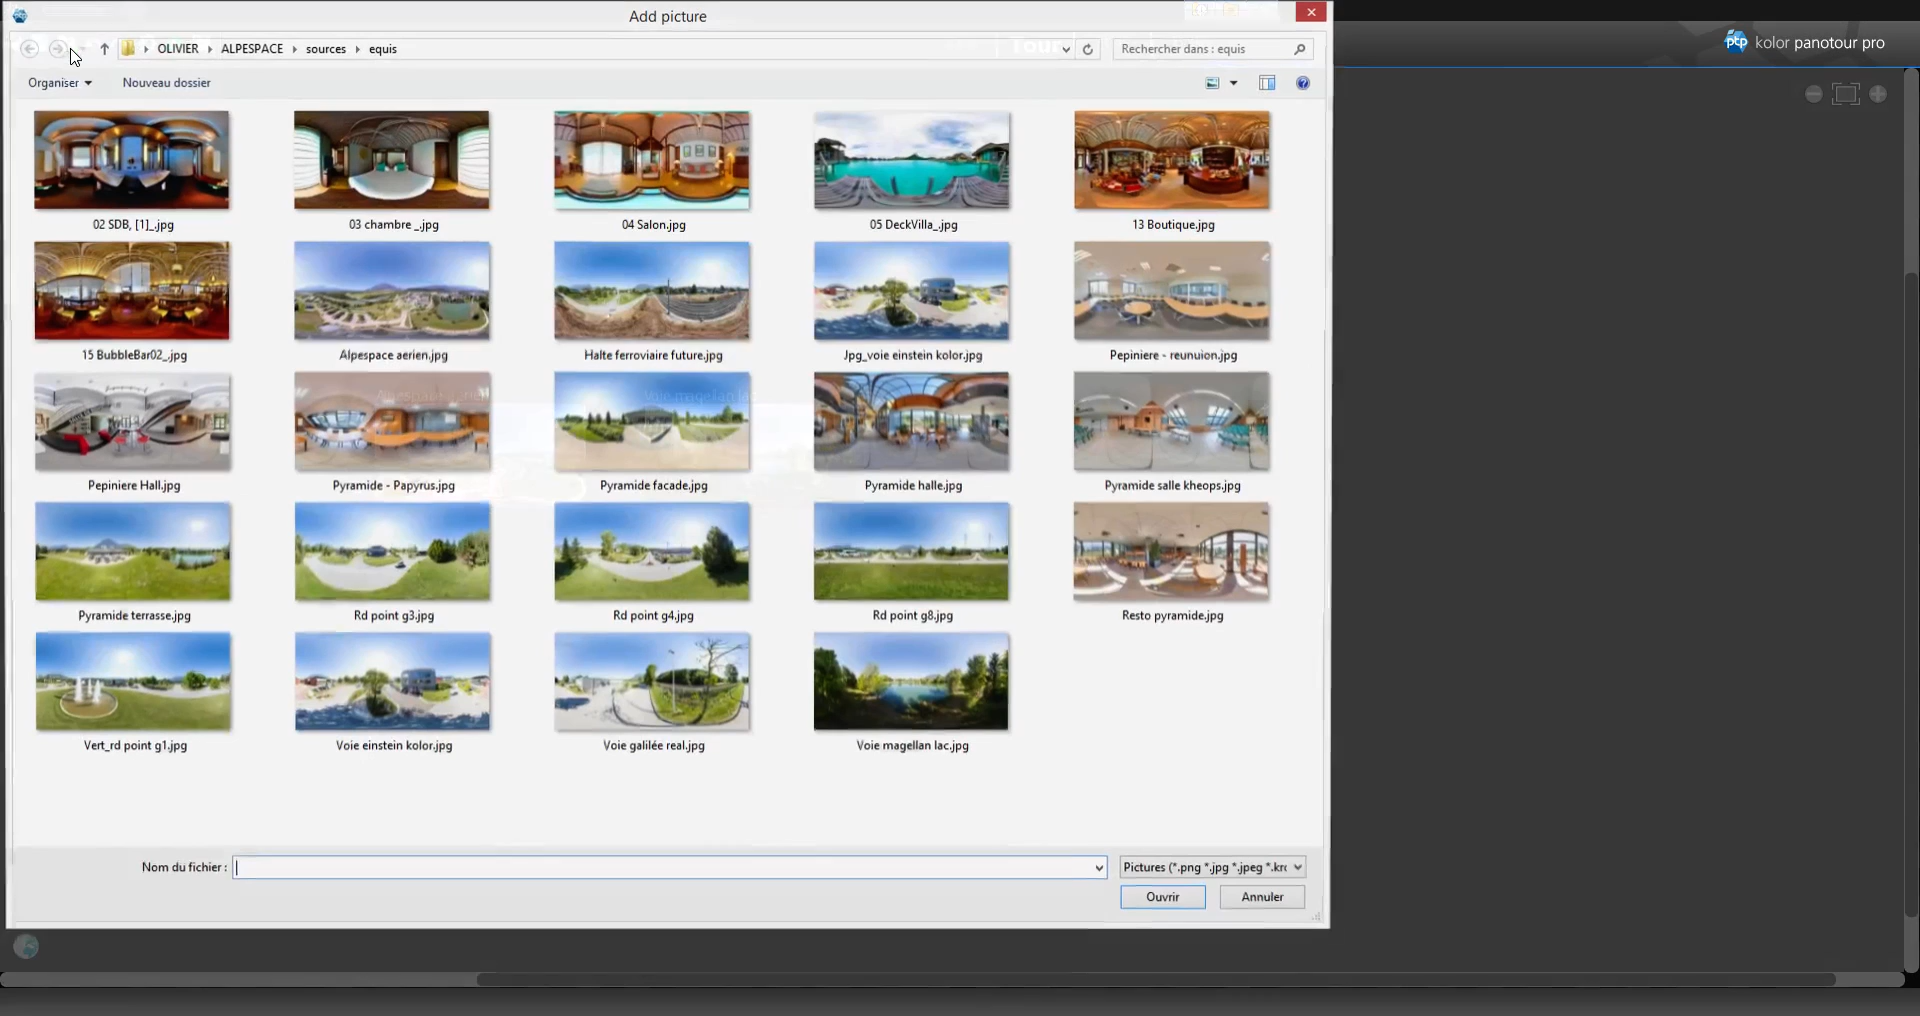 Add picture
OLIVIER ALPESPACE sources equis
Rechercher dans : equis
kolor panotour pro
Organiser
Nouveau dossier
02 SDB, [1]_.jpg
03 chambre _.jpg
04 Salon.jpg
05 DeckVilla_.jpg
13 Boutique.jpg
15 BubbleBar02_.jpg
Alpespace aerien.jpg
Halte ferroviaire future.jpg
Jpg_voie einstein kolor.jpg
Pepiniere - reunuion.jpg
Pepiniere Hall.jpg
Pyramide - Papyrus.jpg
Pyramide facade.jpg
Pyramide halle.jpg
Pyramide salle kheops.jpg
Pyramide terrasse.jpg
Rd point g3.jpg
Rd point g4.jpg
Rd point g8.jpg
Resto pyramide.jpg
Vert_rd point g1.jpg
Voie einstein kolor.jpg
Voie galilée real.jpg
Voie magellan lac.jpg
Nom du fichier :
Pictures (*.png *.jpg *.jpeg *.krc
Ouvrir
Annuler